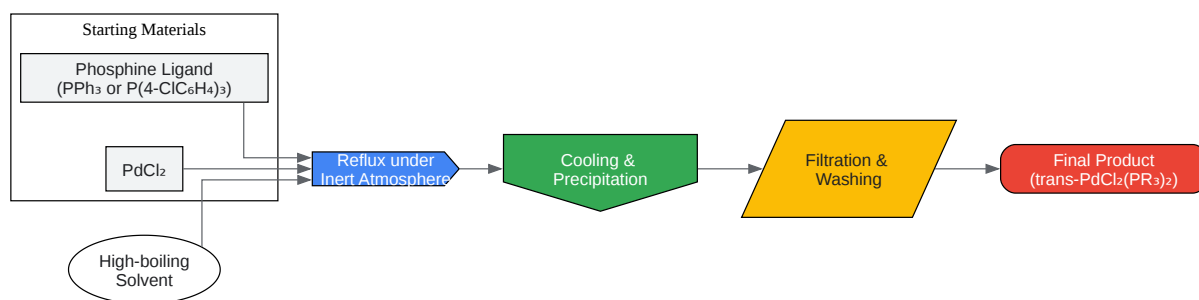 Starting Materials
Phosphine Ligand
(PPh₃ or P(4-ClC₆H₄)₃)
PdCl₂
High-boiling
Solvent
Reflux under
Inert Atmosphere
Cooling &
Precipitation
Filtration &
Washing
Final Product
(trans-PdCl₂(PR₃)₂)